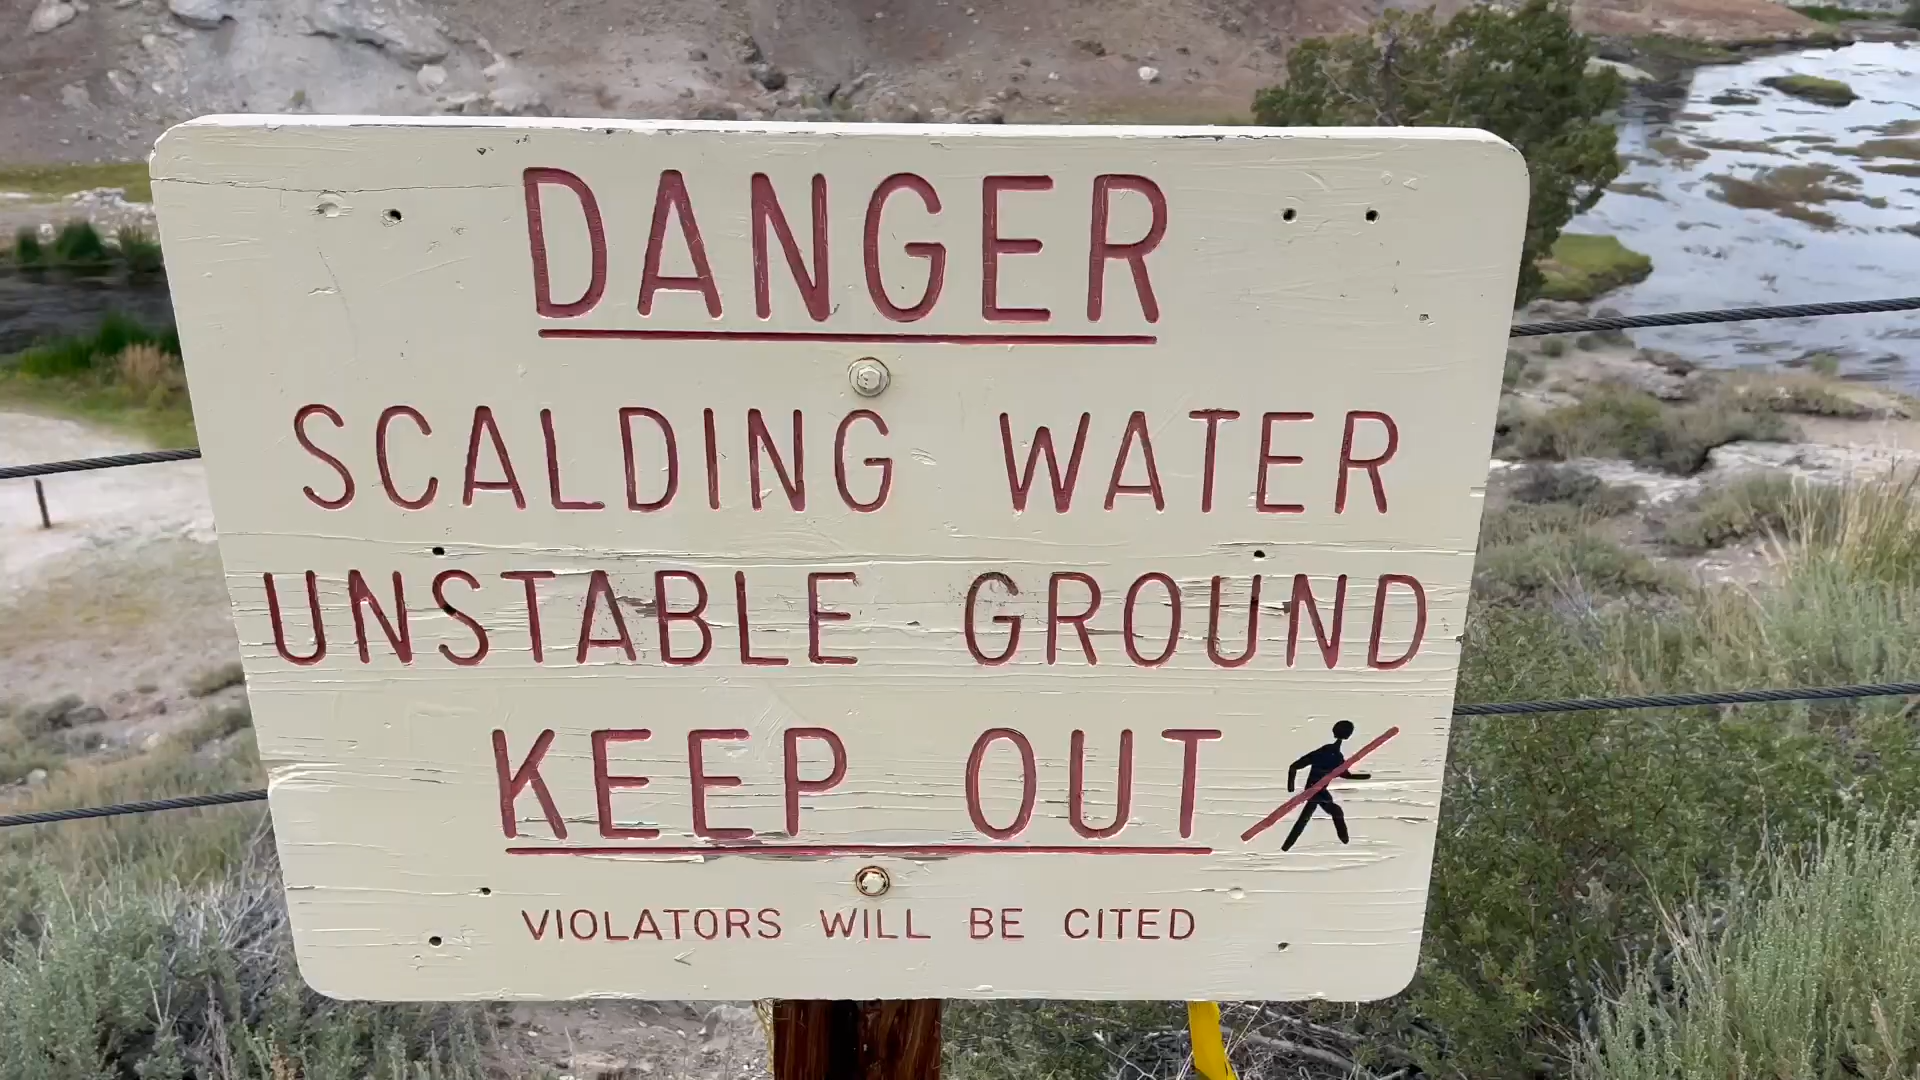 DANGER
SCALDING WATER
UNSTABLE GROUND
KEEP OUT
VIOLATORS WILL BE CITED